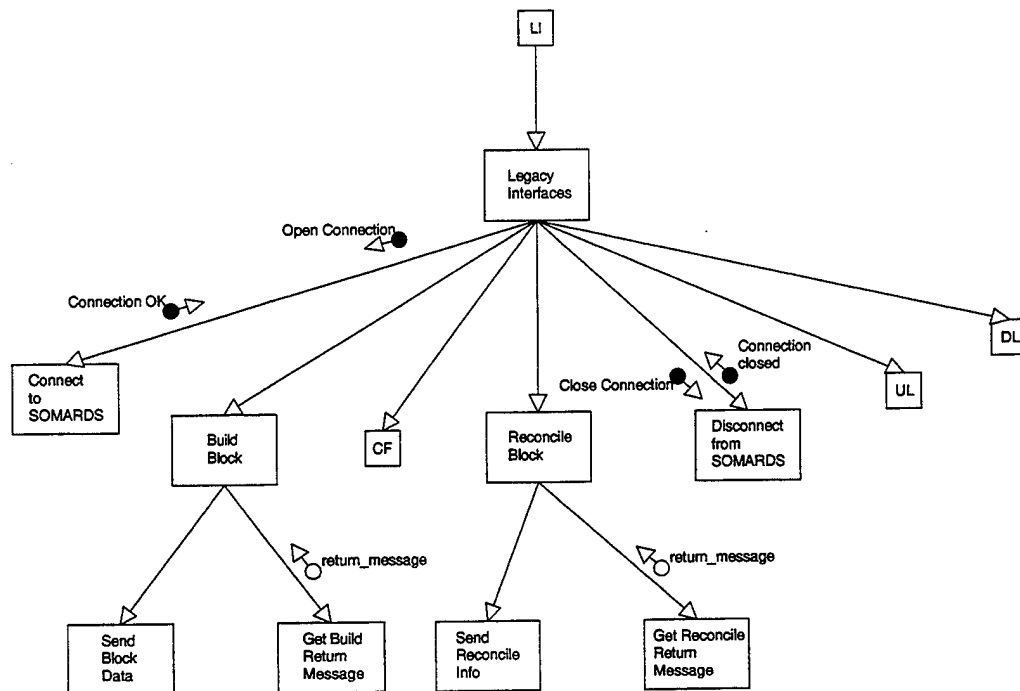 LI
Legacy
Interfaces
Open Connection
Connection OK
DL
Connection
closed
Connect
to
SOMARDS
Close Connection
UL
Build
Block
CF
Reconcile
Block
Disconnect
from
SOMARDS
return_message
return_message
Send
Block
Data
Get Build
Return
Message
Send
Reconcile
Info
Get Reconcile
Return
Message